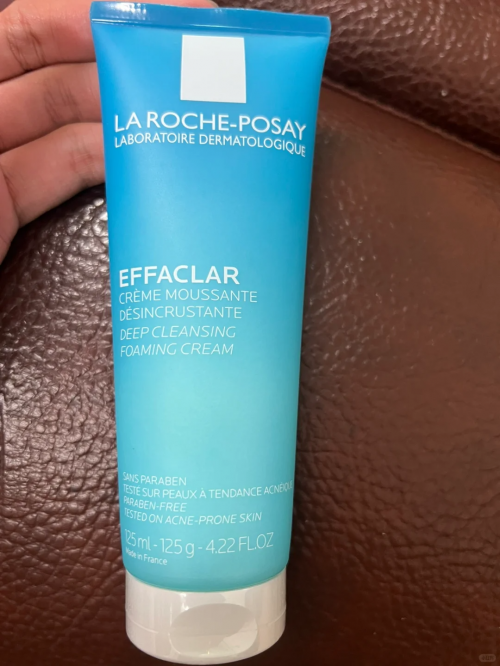 LA ROCHE-POSAY
LABORATOIRE DERMATOLOGIQUE
EFFACLAR
CRÈME MOUSSANTE
DÉSINCRUSTANTE
DEEP CLEANSING
FOAMING CREAM
SANS PARABEN
TESTÉ SUR PEAUX À TENDANCE ACNÉIQUE
PARABEN-FREE
TESTED ON ACNE-PRONE SKIN
125 ml - 125 g - 4.22 FL.OZ
Made in France